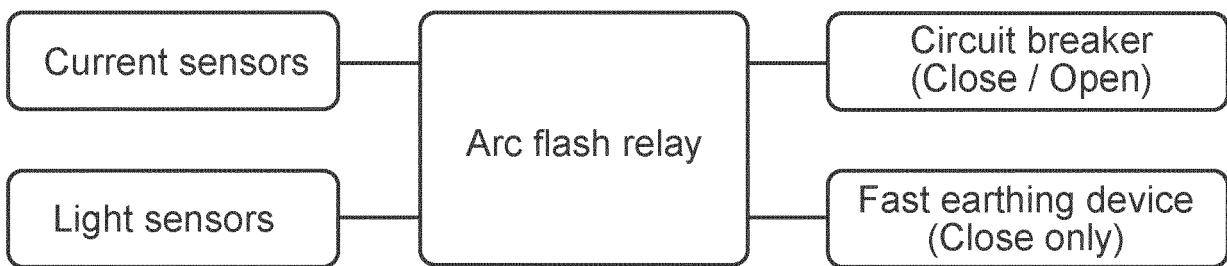 Current sensors
Light sensors
Arc flash relay
Circuit breaker
(Close / Open)
Fast earthing device
(Close only)